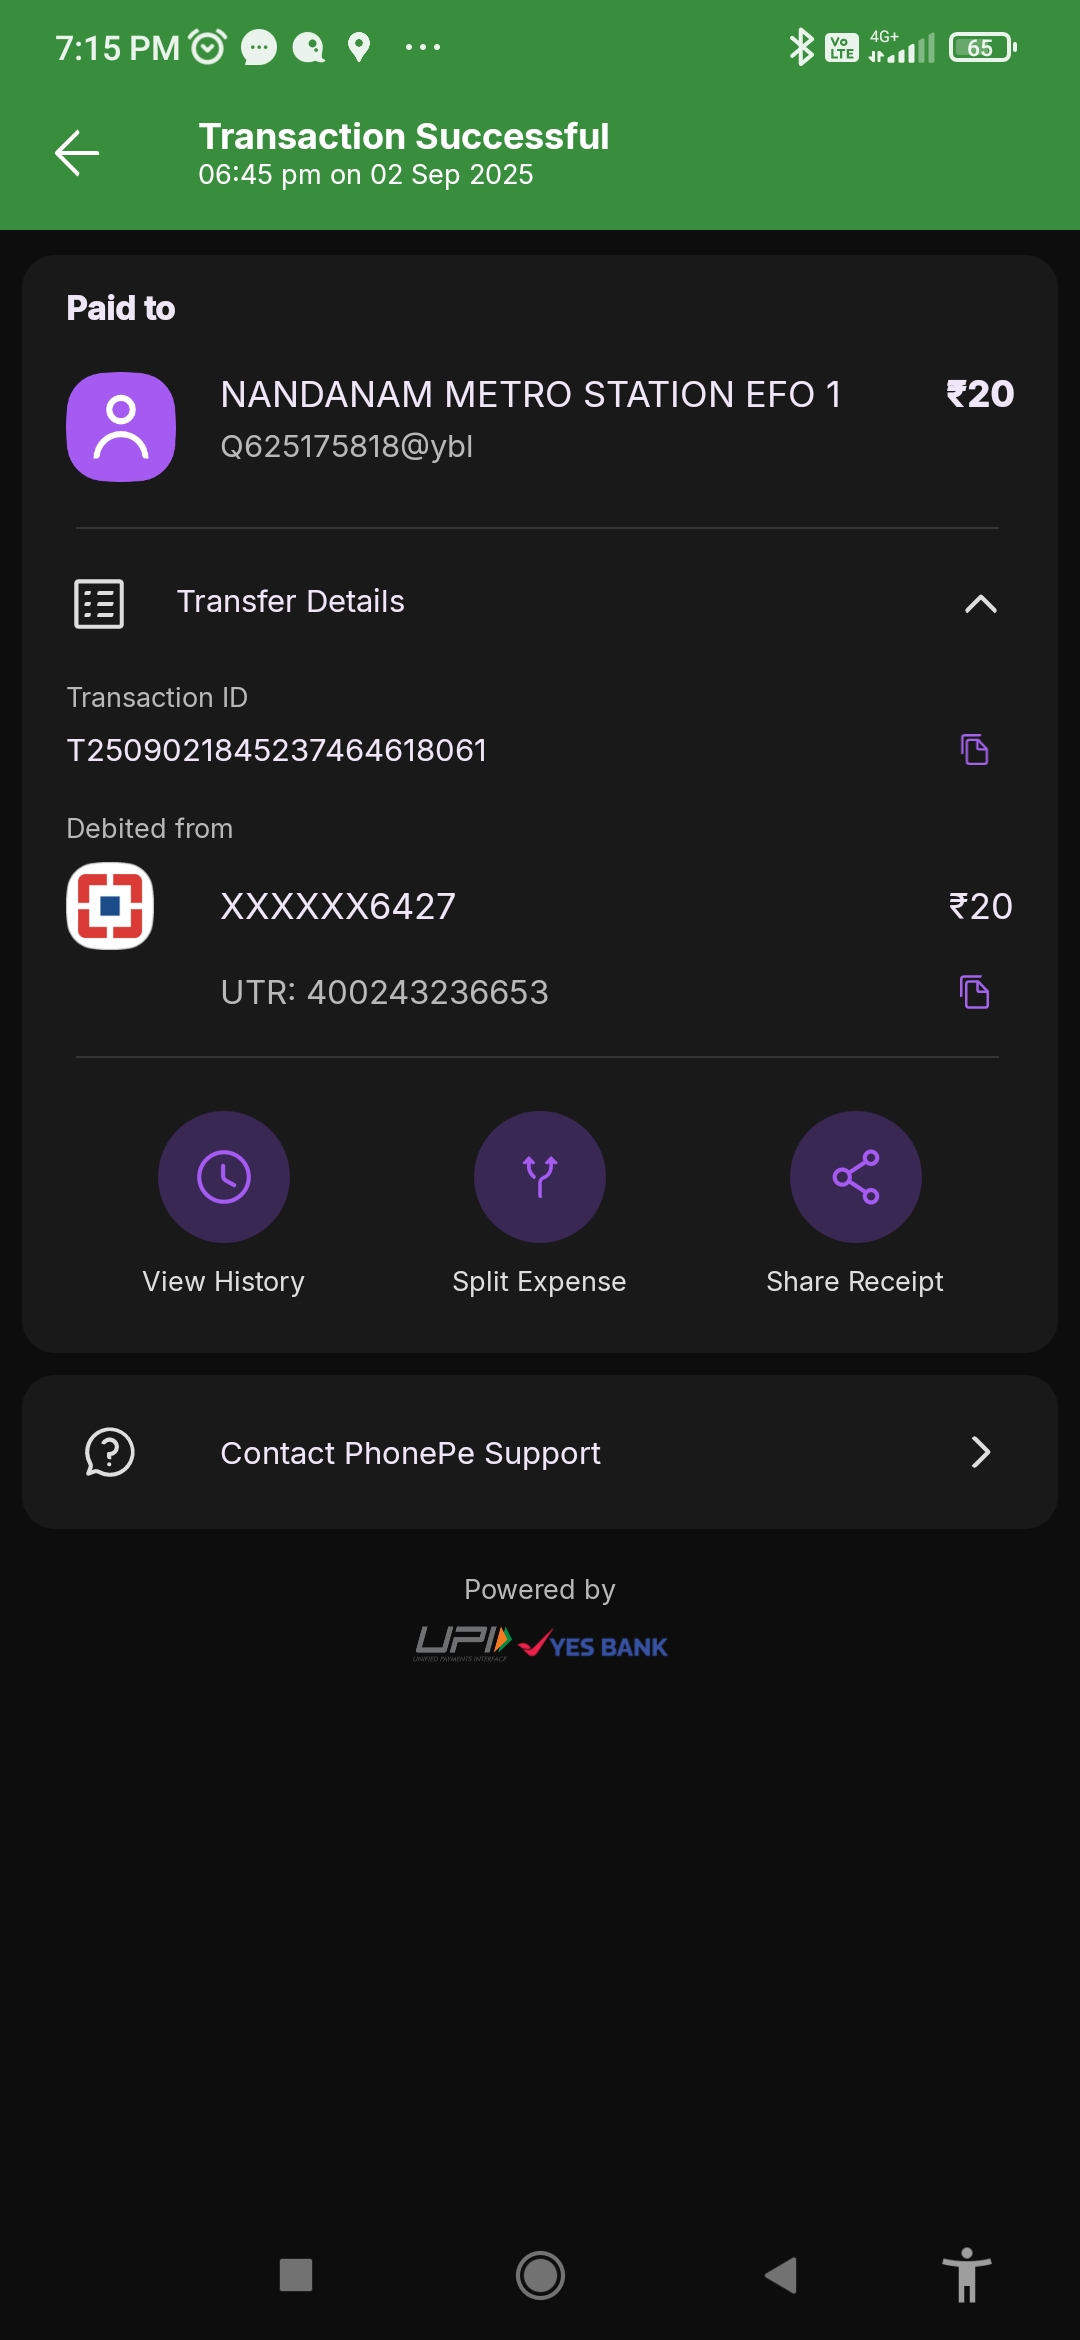 7:15 PM
Vo LTE 4G+ 65
Transaction Successful
06:45 pm on 02 Sep 2025
Paid to
NANDANAM METRO STATION EFO 1 ₹20
Q625175818@ybl
Transfer Details
Transaction ID
T2509021845237464618061
Debited from
XXXXXX6427 ₹20
UTR: 400243236653
View History Split Expense Share Receipt
Contact PhonePe Support
Powered by
UPI YES BANK
UNIFIED PAYMENTS INTERFACE